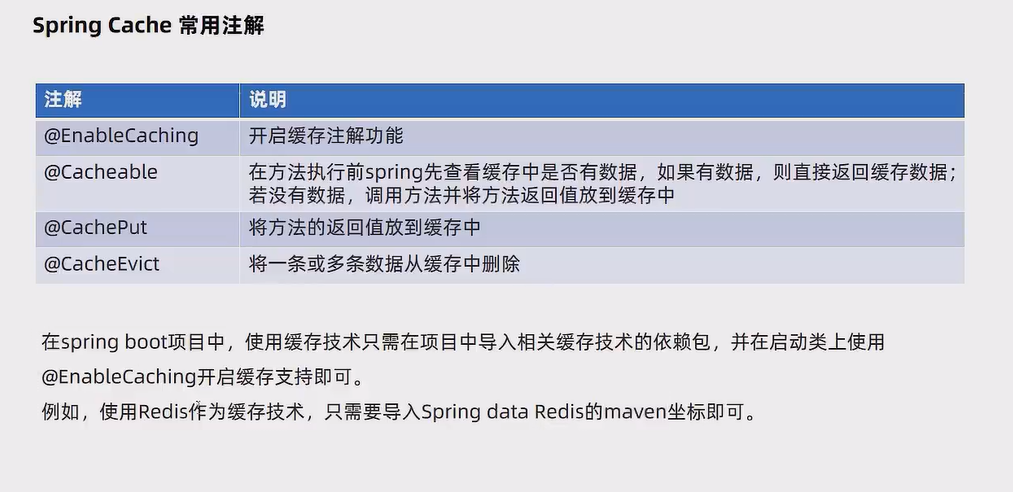 Spring Cache 常用注解
注解 说明
@EnableCaching 开启缓存注解功能
@Cacheable 在方法执行前spring先查看缓存中是否有数据，如果有数据，则直接返回缓存数据；
若没有数据，调用方法并将方法返回值放到缓存中
@CachePut 将方法的返回值放到缓存中
@CacheEvict 将一条或多条数据从缓存中删除
在spring boot项目中，使用缓存技术只需在项目中导入相关缓存技术的依赖包，并在启动类上使用
@EnableCaching开启缓存支持即可。
例如，使用Redis作为缓存技术，只需要导入Spring data Redis的maven坐标即可。